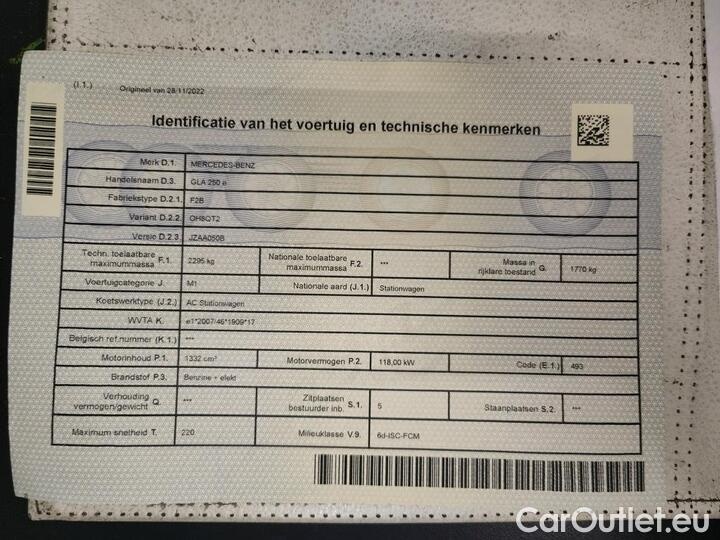 (I.1.) Origineel van 28/11/2022
Identificatie van het voertuig en technische kenmerken
Merk D.1. MERCEDES-BENZ
Handelsnaam D.3. GLA 250 e
Fabriekstype D.2.1. F2B
Variant D.2.2. OH8QT2
Versie D.2.3. JZAA050B
Techn. toelaatbare maximummassa F.1. 2295 kg Nationale toelaatbare maximummassa F.2. *** Massa in rijklare toestand G. 1770 kg
Voertuigcategorie J. M1 Nationale aard (J.1.) Stationwagen
Koetswerktype (J.2.) AC Stationwagen
WVTA K. e1*2007/46*1909*17
Belgisch ref.nummer (K.1.) ***
Motorinhoud P.1. 1332 cm³ Motorvermogen P.2. 118,00 kW Code (E.1.) 493
Brandstof P.3. Benzine + elekt
Verhouding vermogen/gewicht Q. *** Zitplaatsen bestuurder inb. S.1. 5 Staanplaatsen S.2. ***
Maximum snelheid T. 220 Milieuklasse V.9. 6d-ISC-FCM
CarOutlet.eu